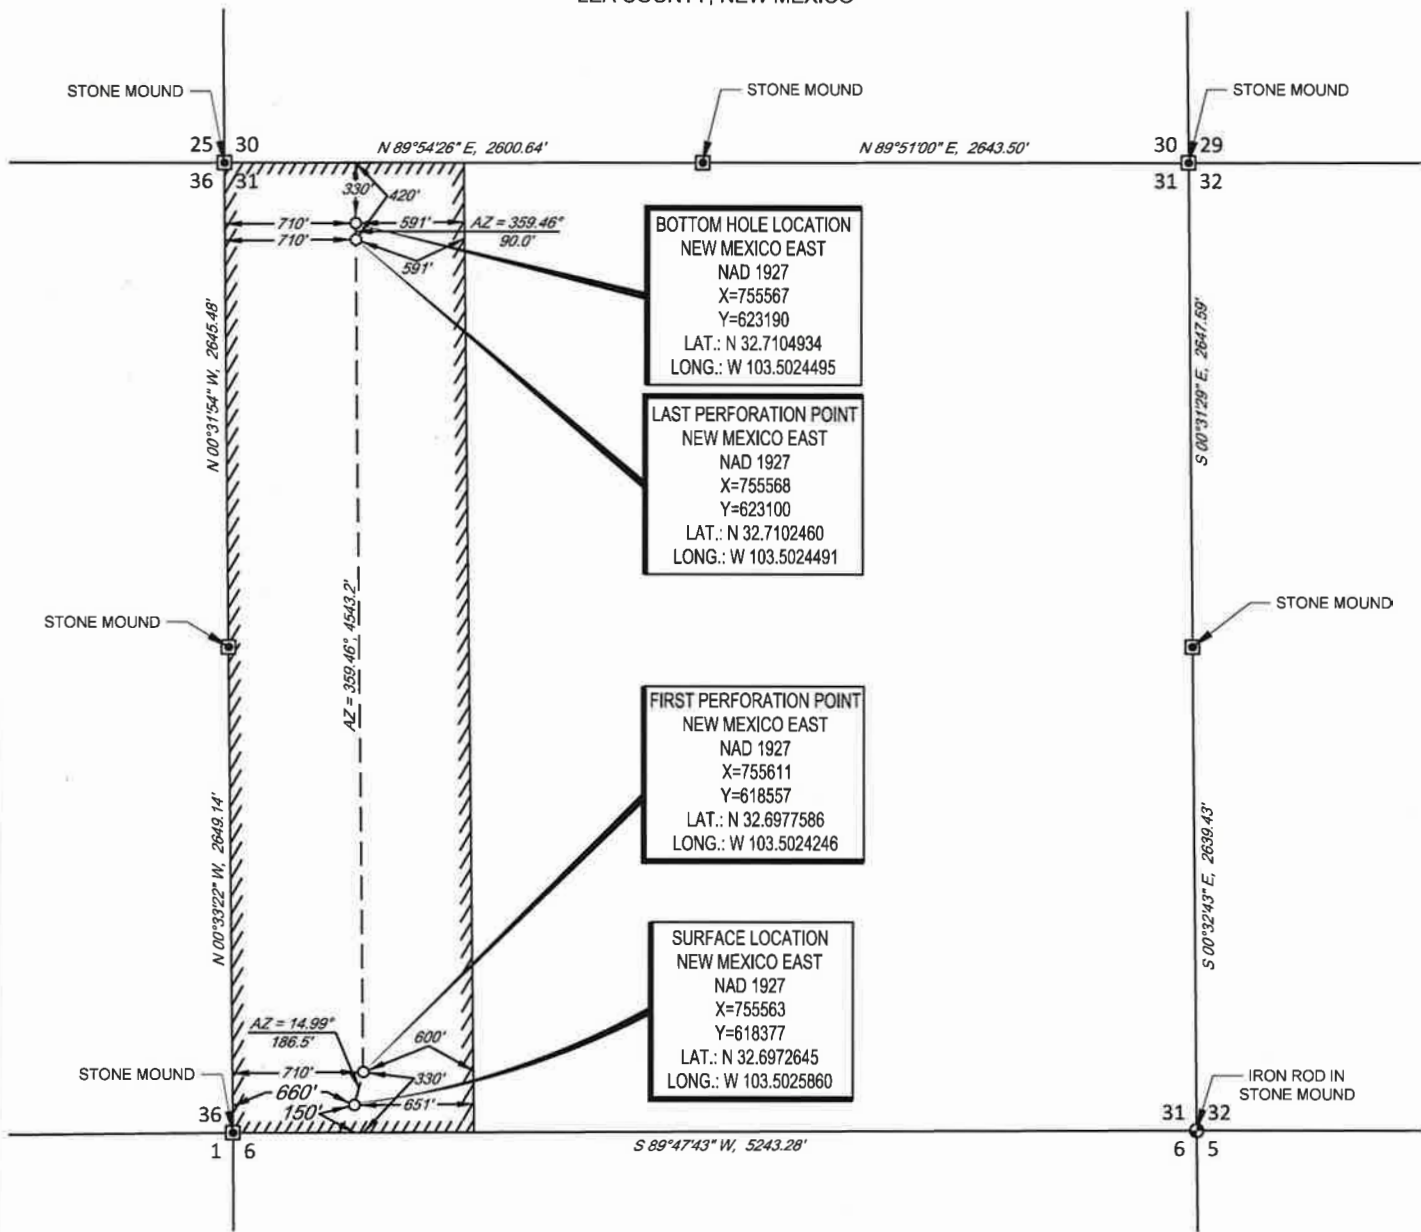 LEA COUNTY, NEW MEXICO
STONE MOUND
STONE MOUND
STONE MOUND
25 30
N 89°54'26" E, 2600.64'
N 89°51'00" E, 2643.50'
30 29
36 31
31 32
330'
420'
710'
591'
AZ = 359.46°
90.0'
710'
591'
BOTTOM HOLE LOCATION
NEW MEXICO EAST
NAD 1927
X=755567
Y=623190
LAT.: N 32.7104934
LONG.: W 103.5024495
N 00°31'54" W, 2645.48'
S 00°31'29" E, 2647.59'
LAST PERFORATION POINT
NEW MEXICO EAST
NAD 1927
X=755568
Y=623100
LAT.: N 32.7102460
LONG.: W 103.5024491
AZ = 359.46°, 4543.2'
STONE MOUND
STONE MOUND
FIRST PERFORATION POINT
NEW MEXICO EAST
NAD 1927
X=755611
Y=618557
LAT.: N 32.6977586
LONG.: W 103.5024246
N 00°33'22" W, 2649.14'
S 00°32'43" E, 2639.43'
SURFACE LOCATION
NEW MEXICO EAST
NAD 1927
X=755563
Y=618377
LAT.: N 32.6972645
LONG.: W 103.5025860
AZ = 14.99°
186.5'
600'
710'
330'
STONE MOUND
660'
651'
150'
IRON ROD IN
STONE MOUND
36
31 32
1 6
S 89°47'43" W, 5243.28'
6 5